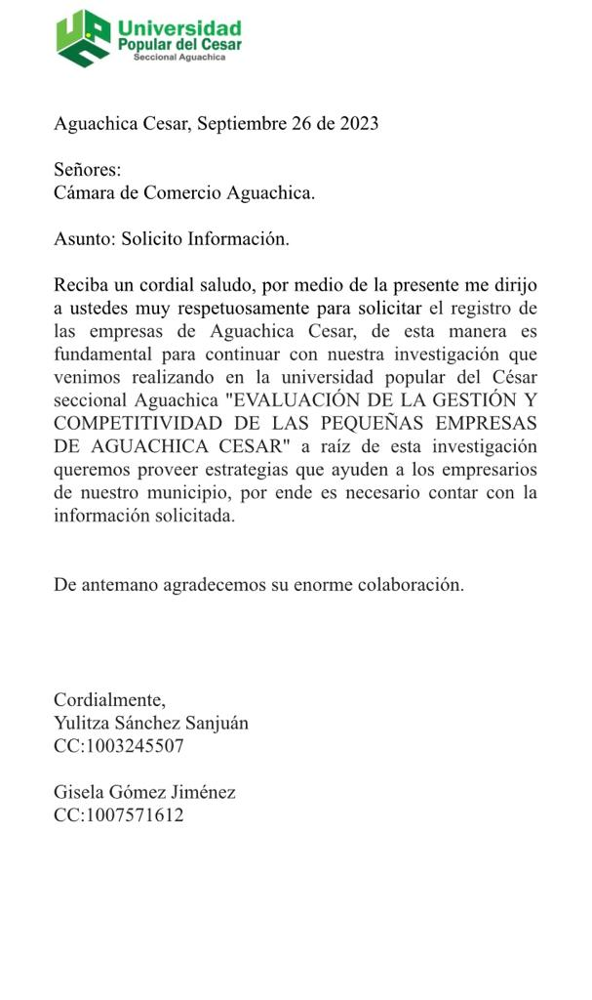 Universidad
Popular del Cesar
Seccional Aguachica
Aguachica Cesar, Septiembre 26 de 2023
Señores:
Cámara de Comercio Aguachica.
Asunto: Solicito Información.
Reciba un cordial saludo, por medio de la presente me dirijo
a ustedes muy respetuosamente para solicitar el registro de
las empresas de Aguachica Cesar, de esta manera es
fundamental para continuar con nuestra investigación que
venimos realizando en la universidad popular del César
seccional Aguachica "EVALUACIÓN DE LA GESTIÓN Y
COMPETITIVIDAD DE LAS PEQUEÑAS EMPRESAS
DE AGUACHICA CESAR" a raíz de esta investigación
queremos proveer estrategias que ayuden a los empresarios
de nuestro municipio, por ende es necesario contar con la
información solicitada.
De antemano agradecemos su enorme colaboración.
Cordialmente,
Yulitza Sánchez Sanjuán
CC:1003245507
Gisela Gómez Jiménez
CC:1007571612